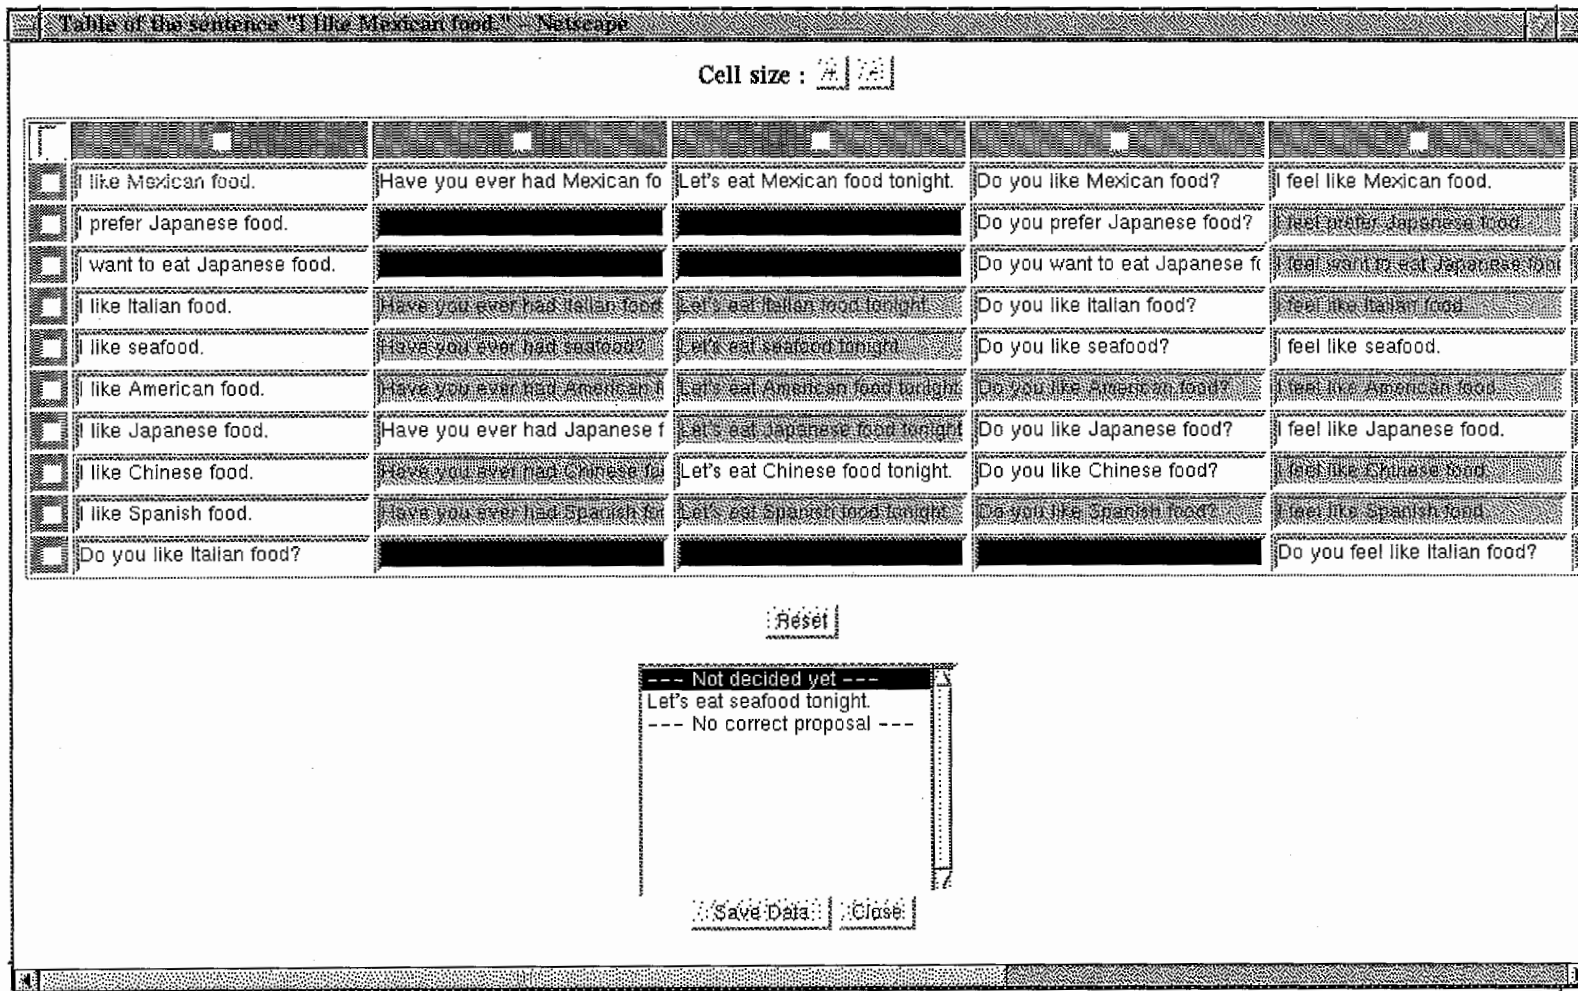 Table of the sentence "I like Mexican food." - Netscape
Cell size :
I like Mexican food. Have you ever had Mexican fo Let's eat Mexican food tonight. Do you like Mexican food? I feel like Mexican food.
I prefer Japanese food. Do you prefer Japanese food? I feel prefer Japanese food.
I want to eat Japanese food. Do you want to eat Japanese fo I feel want to eat Japanese food
I like Italian food. Have you ever had Italian food Let's eat Italian food tonight. Do you like Italian food? I feel like Italian food.
I like seafood. Have you ever had seafood? Let's eat seafood tonight. Do you like seafood? I feel like seafood.
I like American food. Have you ever had American f Let's eat American food tonight. Do you like American food? I feel like American food.
I like Japanese food. Have you ever had Japanese f Let's eat Japanese food tonight Do you like Japanese food? I feel like Japanese food.
I like Chinese food. Have you ever had Chinese fo Let's eat Chinese food tonight. Do you like Chinese food? I feel like Chinese food.
I like Spanish food. Have you ever had Spanish fo Let's eat Spanish food tonight. Do you like Spanish food? I feel like Spanish food.
Do you like Italian food? Do you feel like Italian food?
Reset
--- Not decided yet ---
Let's eat seafood tonight.
--- No correct proposal ---
Save Data Close